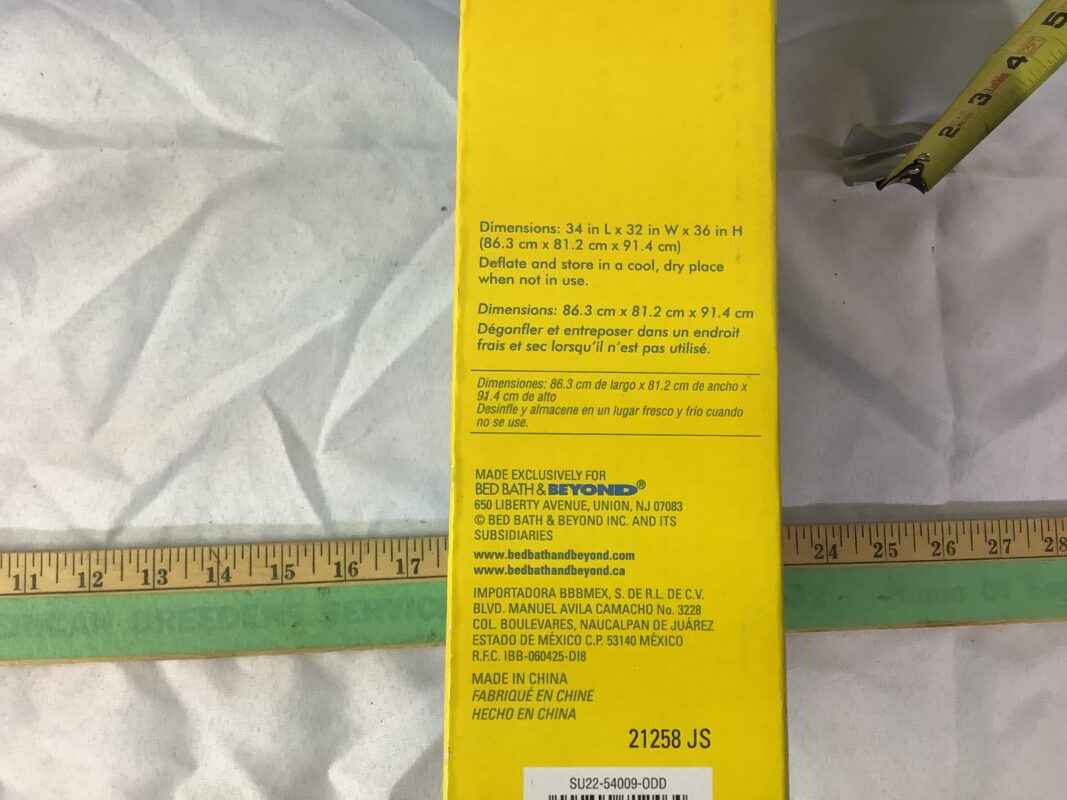 Dimensions: 34 in L x 32 in W x 36 in H
(86.3 cm x 81.2 cm x 91.4 cm)
Deflate and store in a cool, dry place
when not in use.
Dimensions: 86.3 cm x 81.2 cm x 91.4 cm
Dégonfler et entreposer dans un endroit
frais et sec lorsqu'il n'est pas utilisé.
Dimensiones: 86.3 cm de largo x 81.2 cm de ancho x
91.4 cm de alto
Desinfle y almacene en un lugar fresco y frío cuando
no se use.
MADE EXCLUSIVELY FOR
BED BATH & BEYOND®
650 LIBERTY AVENUE, UNION, NJ 07083
© BED BATH & BEYOND INC. AND ITS
SUBSIDIARIES
www.bedbathandbeyond.com
www.bedbathandbeyond.ca
IMPORTADORA BBBMEX, S. DE R.L. DE C.V.
BLVD. MANUEL AVILA CAMACHO No. 3228
COL. BOULEVARES, NAUCALPAN DE JUÁREZ
ESTADO DE MÉXICO C.P. 53140 MÉXICO
R.F.C. IBB-060425-DI8
MADE IN CHINA
FABRIQUÉ EN CHINE
HECHO EN CHINA
21258 JS
SU22-54009-ODD
2 3 4 5
11 12 13 14 15 16 17
24 25 26 27 28